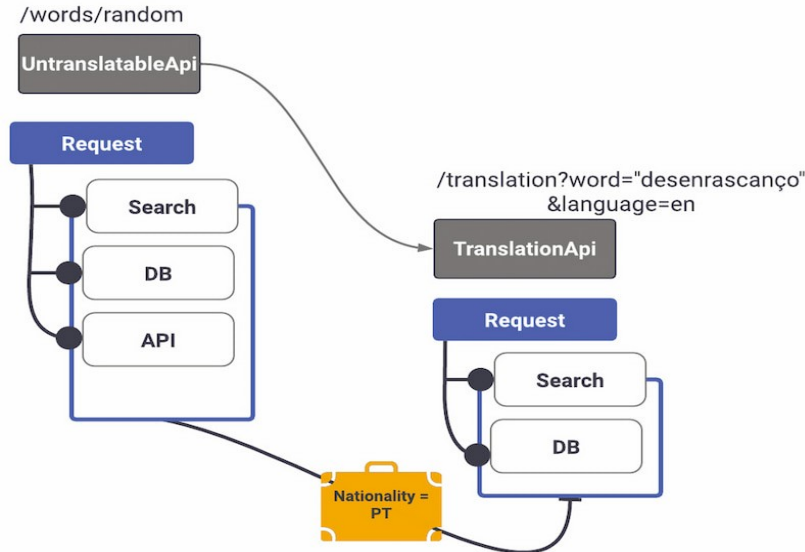 /words/random
UntranslatableApi
Request
Search
DB
API
/translation?word="desenrascanço"
&language=en
TranslationApi
Request
Search
DB
Nationality =
PT